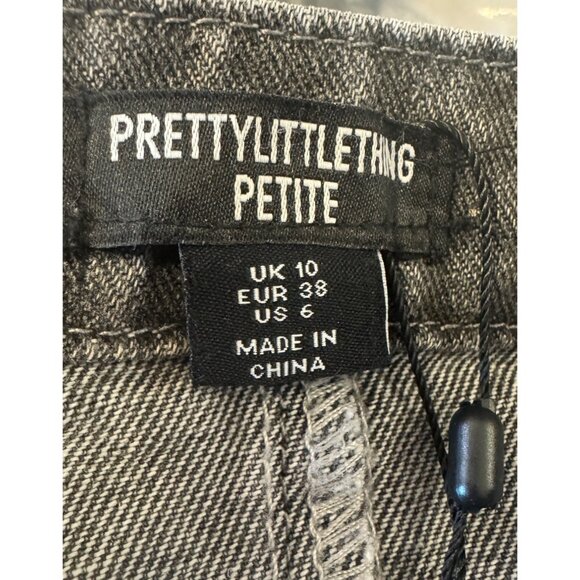 PRETTYLITTLETHING
PETITE
UK 10
EUR 38
US 6
MADE IN
CHINA